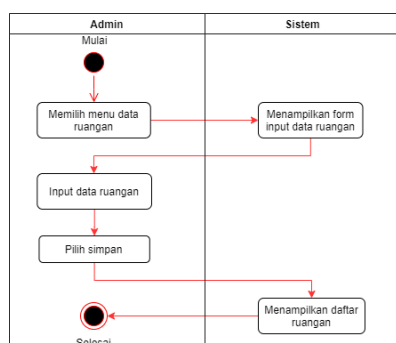 Admin
Sistem
Mulai
Memilih menu data
ruangan
Menampilkan form
input data ruangan
Input data ruangan
Pilih simpan
Menampilkan daftar
ruangan
Selesai